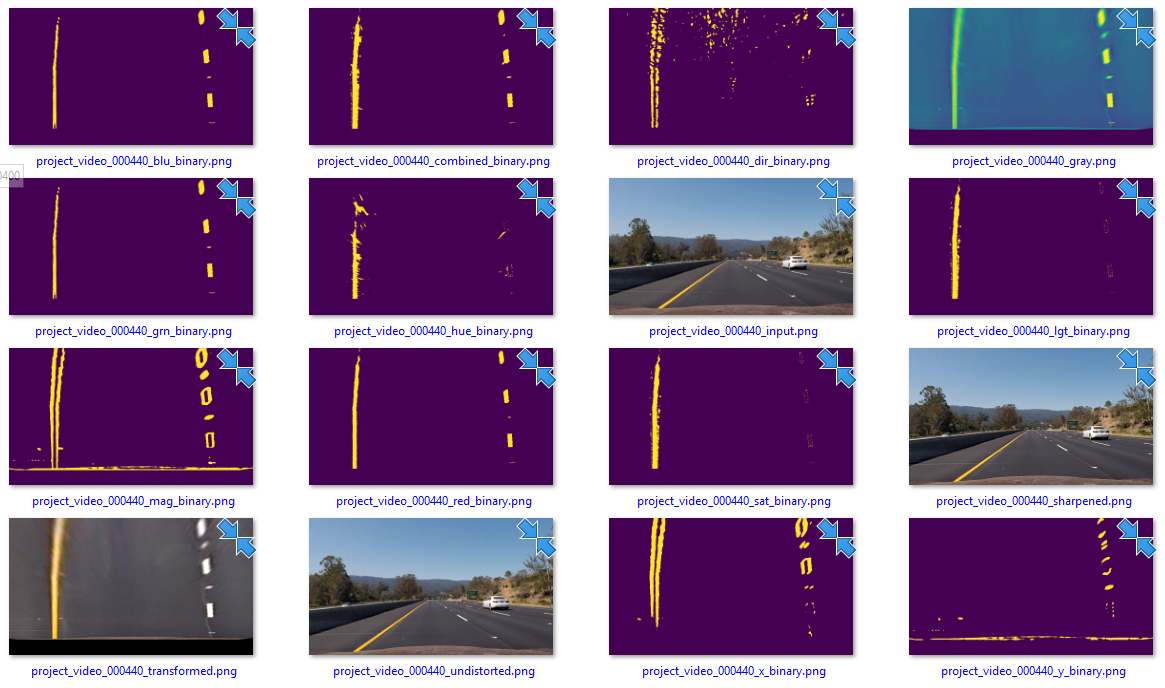 project_video_000440_blu_binary.png
project_video_000440_combined_binary.png
project_video_000440_dir_binary.png
project_video_000440_gray.png
0400
project_video_000440_grn_binary.png
project_video_000440_hue_binary.png
project_video_000440_input.png
project_video_000440_lgt_binary.png
project_video_000440_mag_binary.png
project_video_000440_red_binary.png
project_video_000440_sat_binary.png
project_video_000440_sharpened.png
project_video_000440_transformed.png
project_video_000440_undistorted.png
project_video_000440_x_binary.png
project_video_000440_y_binary.png